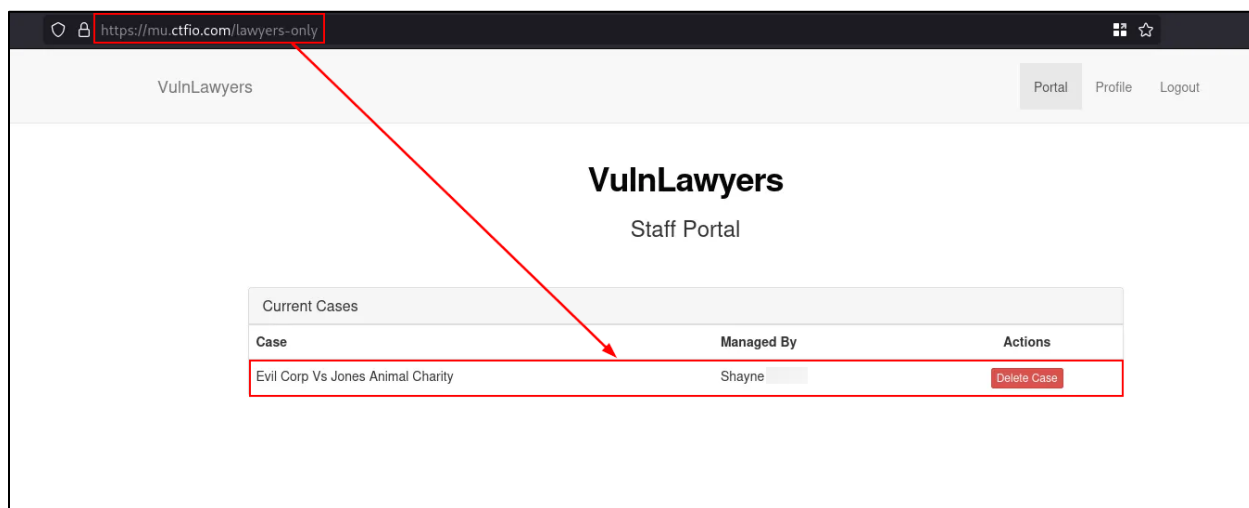 https://mu.ctfio.com/lawyers-only
VulnLawyers Portal Profile Logout
VulnLawyers
Staff Portal
Current Cases
Case Managed By Actions
Evil Corp Vs Jones Animal Charity Shayne Delete Case